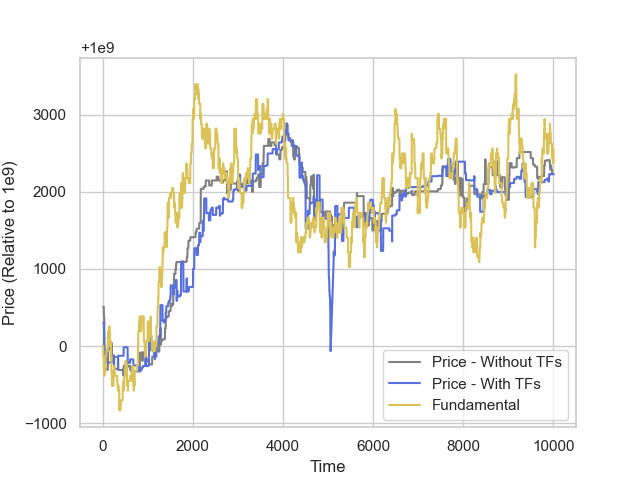 +1e9
3000
2000
1000
0
−1000
Price (Relative to 1e9)
0
2000
4000
6000
8000
10000
Time
Price - Without TFs
Price - With TFs
Fundamental